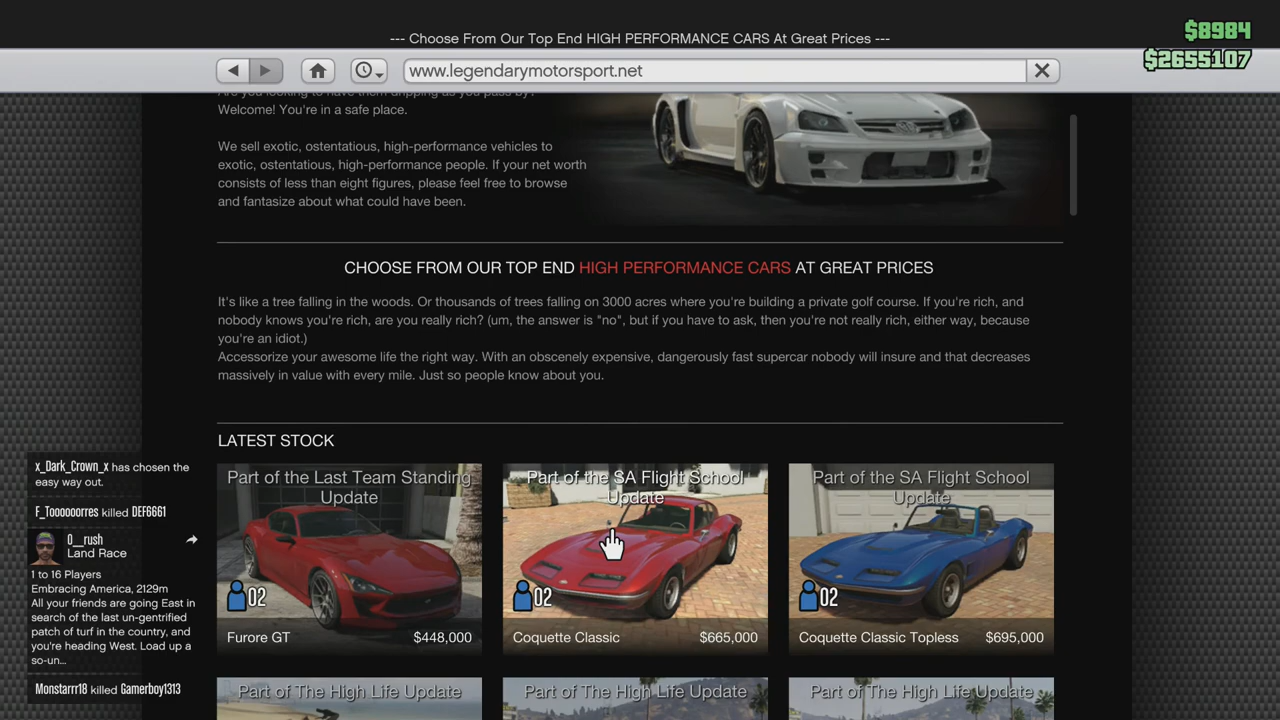 --- Choose From Our Top End HIGH PERFORMANCE CARS At Great Prices ---
$8984
$2655107
www.legendarymotorsport.net
Are you looking to have them dripping as you pass by?
Welcome! You're in a safe place.
We sell exotic, ostentatious, high-performance vehicles to
exotic, ostentatious, high-performance people. If your net worth
consists of less than eight figures, please feel free to browse
and fantasize about what could have been.
CHOOSE FROM OUR TOP END HIGH PERFORMANCE CARS AT GREAT PRICES
It's like a tree falling in the woods. Or thousands of trees falling on 3000 acres where you're building a private golf course. If you're rich, and
nobody knows you're rich, are you really rich? (um, the answer is "no", but if you have to ask, then you're not really rich, either way, because
you're an idiot.)
Accessorize your awesome life the right way. With an obscenely expensive, dangerously fast supercar nobody will insure and that decreases
massively in value with every mile. Just so people know about you.
LATEST STOCK
Part of the Last Team Standing
Update
02
Furore GT $448,000
Part of the SA Flight School
Update
02
Coquette Classic $665,000
Part of the SA Flight School
Update
02
Coquette Classic Topless $695,000
Part of The High Life Update
Part of The High Life Update
Part of The High Life Update
x_Dark_Crown_x has chosen the
easy way out.
F_Toooooorres killed DEF6661
0__rush
Land Race
1 to 16 Players
Embracing America, 2129m
All your friends are going East in
search of the last un-gentrified
patch of turf in the country, and
you're heading West. Load up a
so-un...
Monstarrr18 killed Gamerboy1313